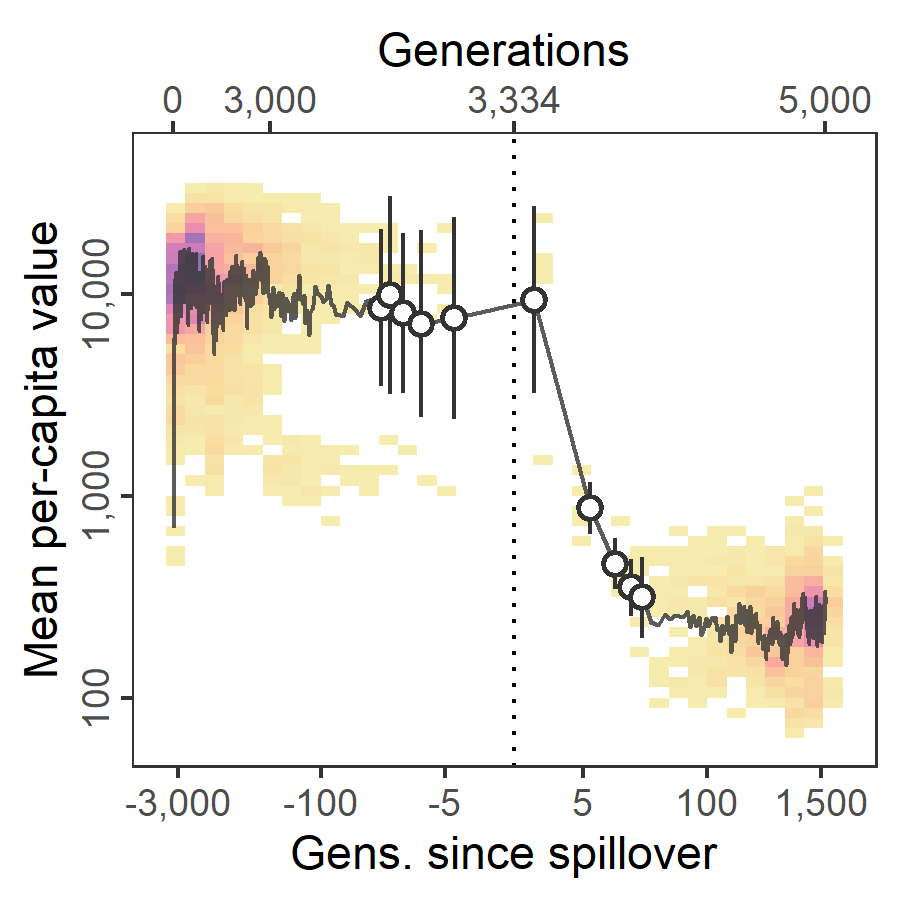 Generations
0 3,000 3,334 5,000
Mean per-capita value
10,000
1,000
100
-3,000 -100 -5 5 100 1,500
Gens. since spillover